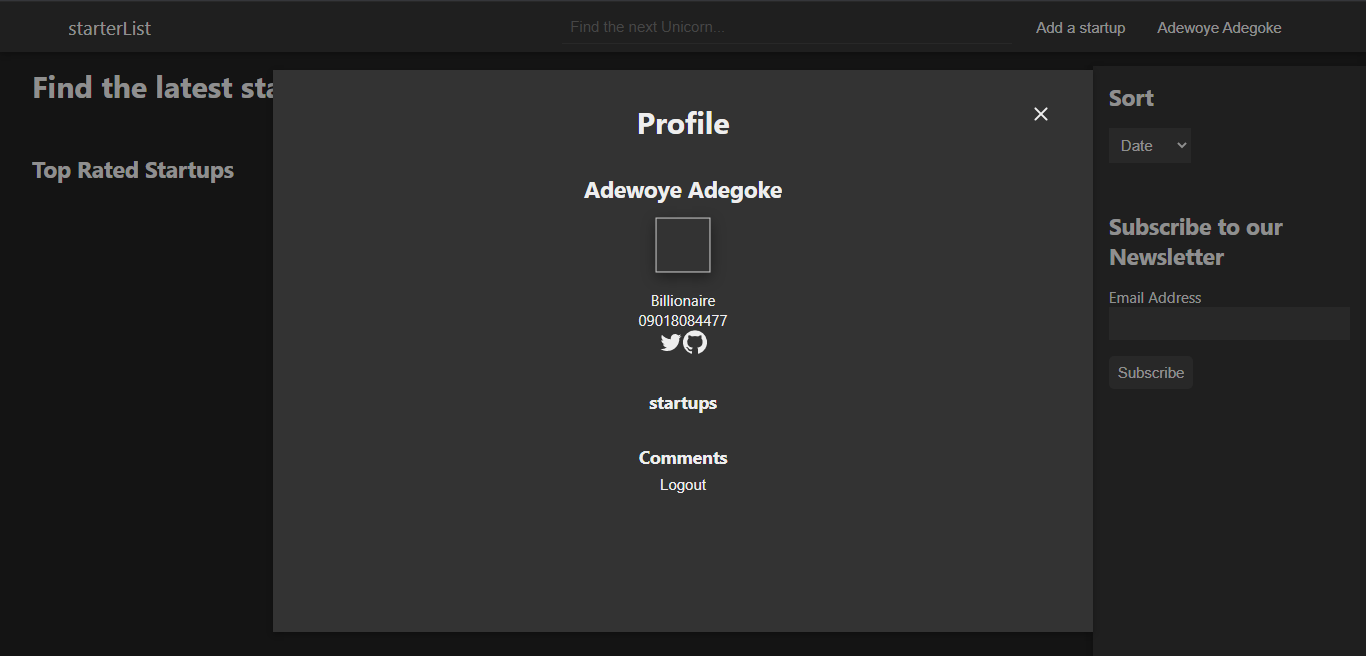 starterList
Find the next Unicorn...
Add a startup
Adewoye Adegoke
Find the latest sta
Top Rated Startups
Profile
Adewoye Adegoke
Billionaire
09018084477
startups
Comments
Logout
Sort
Date
Subscribe to our
Newsletter
Email Address
Subscribe